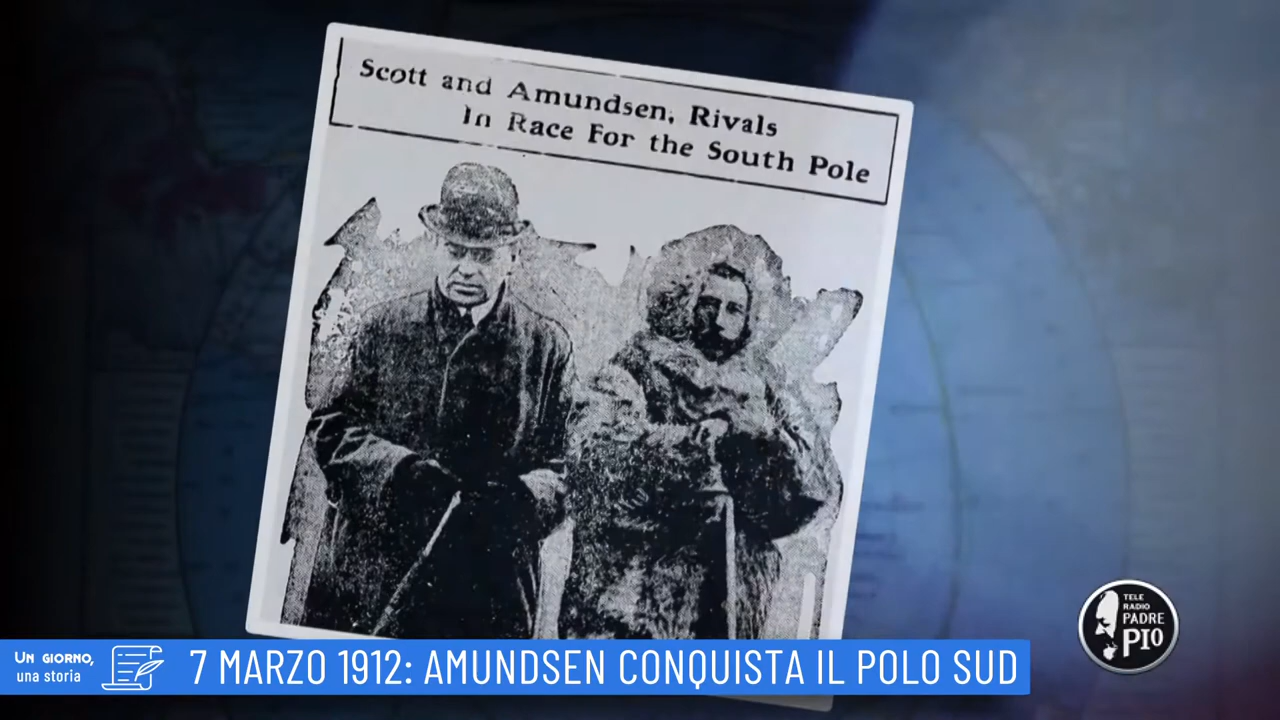 Scott and Amundsen, Rivals
In Race For the South Pole
UN GIORNO,
una storia
7 MARZO 1912: AMUNDSEN CONQUISTA IL POLO SUD
TELE
RADIO
PADRE
PIO